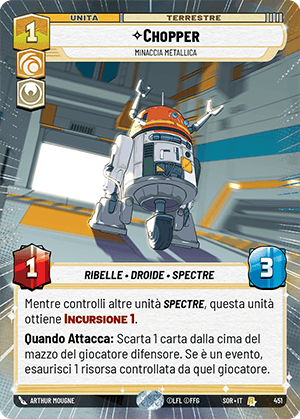 UNITÀ TERRESTRE
1
✧CHOPPER
MINACCIA METALLICA
1
RIBELLE • DROIDE • SPECTRE
3
Mentre controlli altre unità SPECTRE, questa unità
ottiene INCURSIONE 1.
Quando Attacca: Scarta 1 carta dalla cima del
mazzo del giocatore difensore. Se è un evento,
esaurisci 1 risorsa controllata da quel giocatore.
ARTHUR MOUGNE ©LFL ©FFG SOR • IT 451